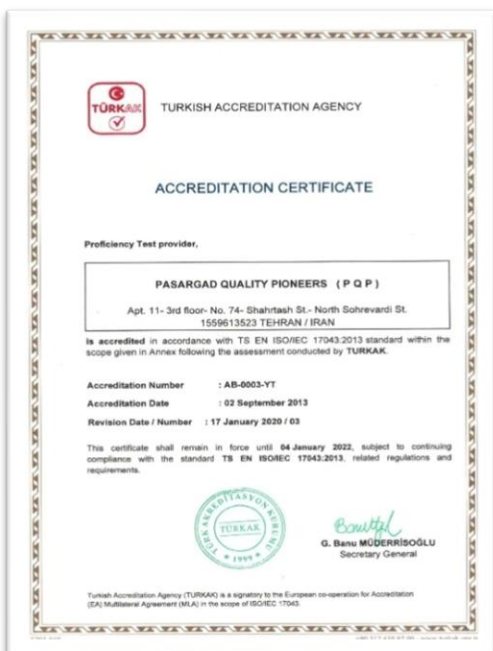 TÜRKAK
TURKISH ACCREDITATION AGENCY
ACCREDITATION CERTIFICATE
Proficiency Test provider,
PASARGAD QUALITY PIONEERS ( P Q P )
Apt. 11- 3rd floor- No. 74- Shahrtash St.- North Sohrevardi St.
1559613523 TEHRAN / IRAN
is accredited in accordance with TS EN ISO/IEC 17043:2013 standard within the
scope given in Annex following the assessment conducted by TURKAK.
Accreditation Number : AB-0003-YT
Accreditation Date : 02 September 2013
Revision Date / Number : 17 January 2020 / 03
This certificate shall remain in force until 04 January 2022, subject to continuing
compliance with the standard TS EN ISO/IEC 17043:2013, related regulations and
requirements.
TÜRK AKREDİTASYON KURUMU
TÜRKAK
* 1999 *
G. Banu MÜDERRİSOĞLU
Secretary General
Turkish Accreditation Agency (TURKAK) is a signatory to the European co-operation for Accreditation
(EA) Multilateral Agreement (MLA) in the scope of ISO/IEC 17043.